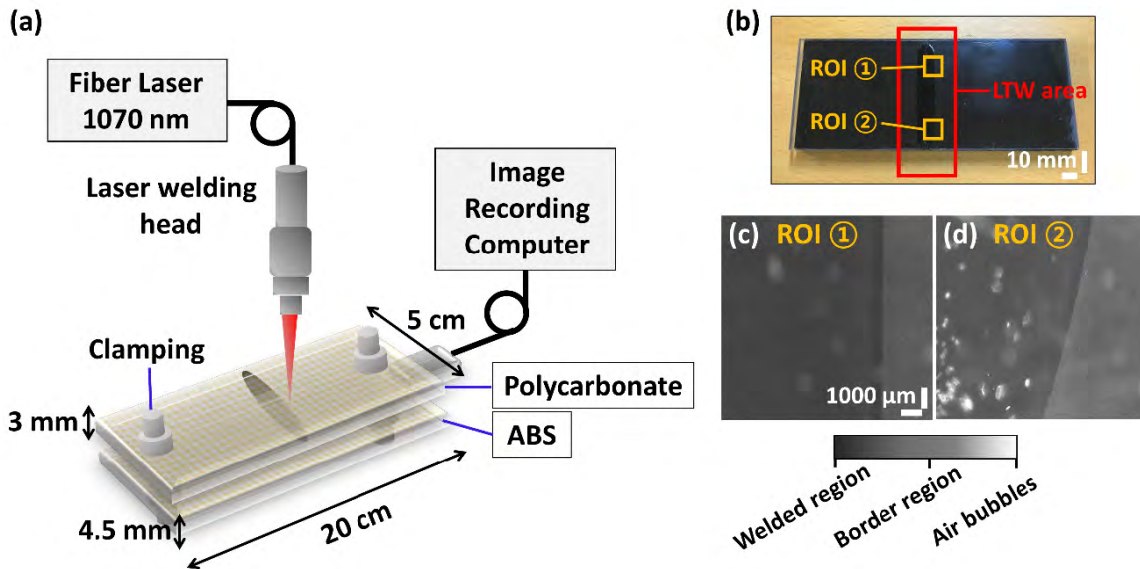 (a)
Fiber Laser
1070 nm
Laser welding
head
Image
Recording
Computer
Clamping
5 cm
Polycarbonate
ABS
3 mm
4.5 mm
20 cm
(b)
ROI ①
ROI ②
LTW area
10 mm
(c) ROI ①
1000 μm
(d) ROI ②
Welded region
Border region
Air bubbles